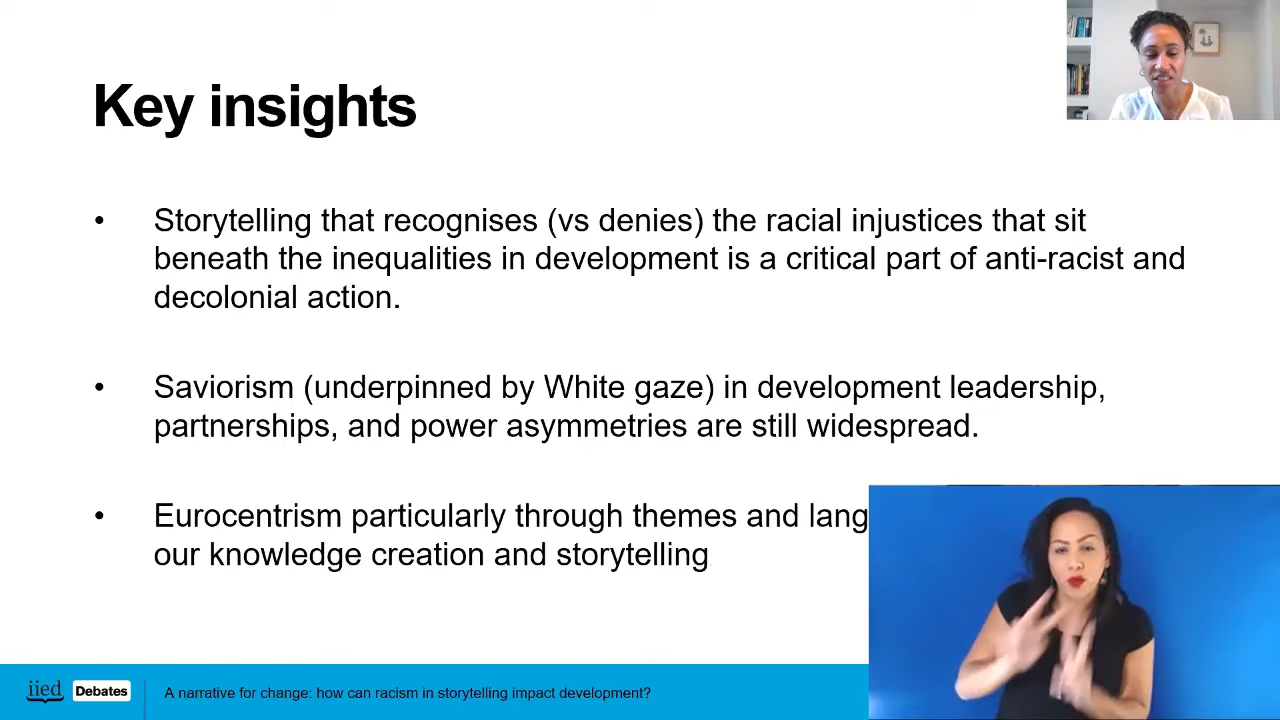 Key insights
• Storytelling that recognises (vs denies) the racial injustices that sit
beneath the inequalities in development is a critical part of anti-racist and
decolonial action.
• Saviorism (underpinned by White gaze) in development leadership,
partnerships, and power asymmetries are still widespread.
• Eurocentrism particularly through themes and lang
our knowledge creation and storytelling
iied Debates A narrative for change: how can racism in storytelling impact development?